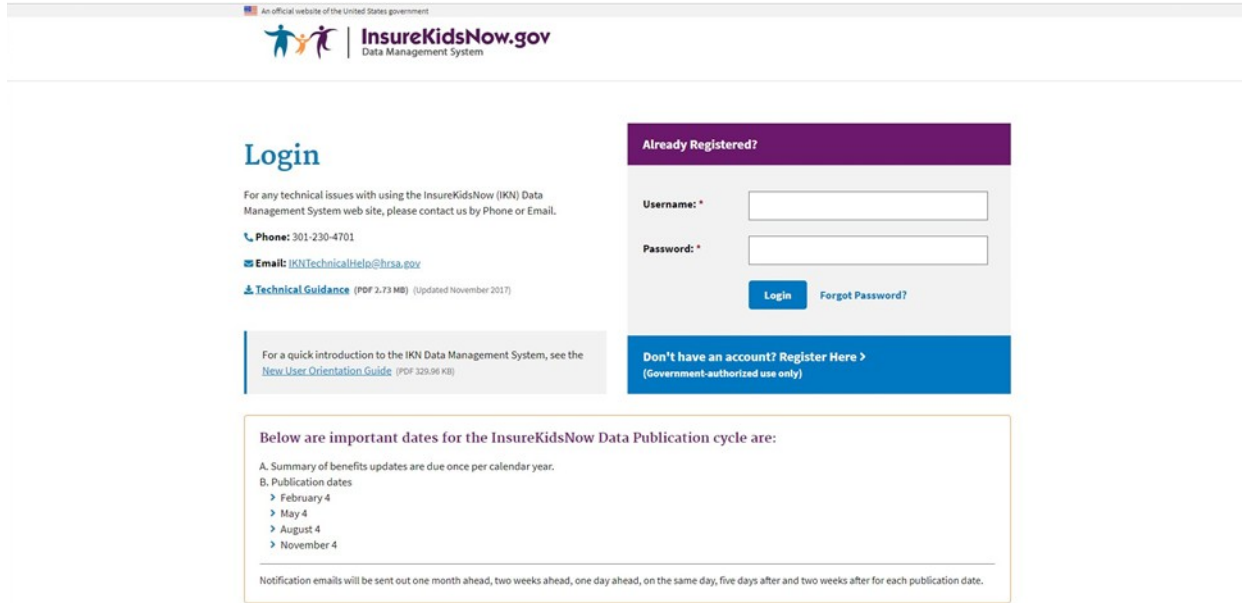 An official website of the United States government
InsureKidsNow.gov
Data Management System
Login
For any technical issues with using the InsureKidsNow (IKN) Data
Management System web site, please contact us by Phone or Email.
Phone: 301-230-4701
Email: IKNTechnicalHelp@hrsa.gov
Technical Guidance (PDF 2.73 MB) (Updated November 2017)
For a quick introduction to the IKN Data Management System, see the
New User Orientation Guide (PDF 329.96 KB)
Already Registered?
Username: *
Password: *
Login Forgot Password?
Don't have an account? Register Here >
(Government-authorized use only)
Below are important dates for the InsureKidsNow Data Publication cycle are:
A. Summary of benefits updates are due once per calendar year.
B. Publication dates
> February 4
> May 4
> August 4
> November 4
Notification emails will be sent out one month ahead, two weeks ahead, one day ahead, on the same day, five days after and two weeks after for each publication date.